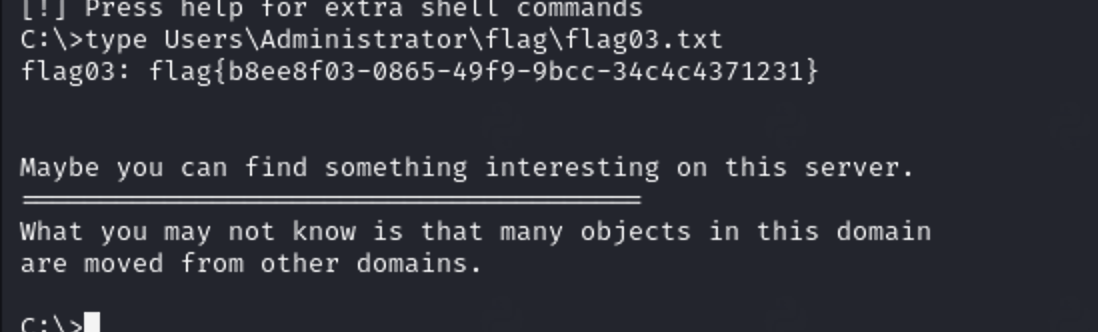 [!] Press help for extra shell commands
C:\>type Users\Administrator\flag\flag03.txt
flag03: flag{b8ee8f03-0865-49f9-9bcc-34c4c4371231}
Maybe you can find something interesting on this server.
=======================================
What you may not know is that many objects in this domain
are moved from other domains.
C:\>